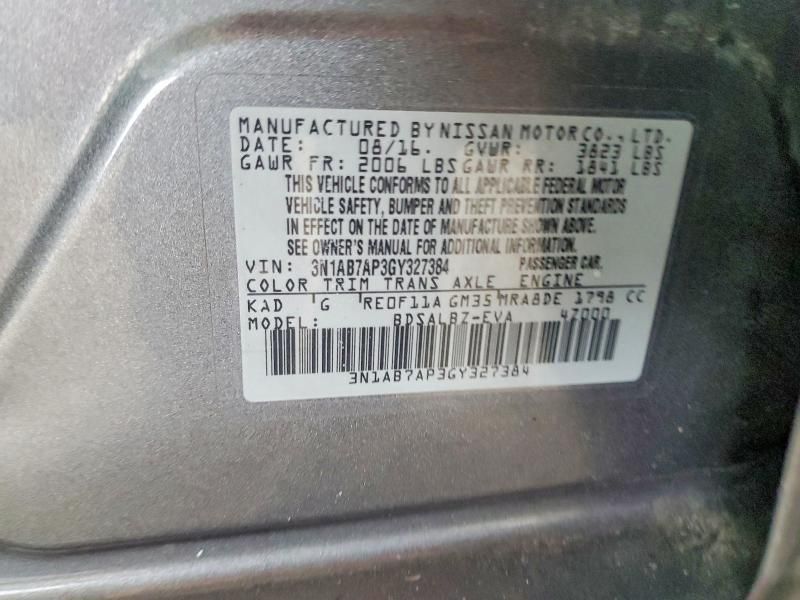 MANUFACTURED BY NISSAN MOTOR CO., LTD.
DATE: 08/16. GVWR: 3823 LBS
GAWR FR: 2006 LBS GAWR RR: 1841 LBS
THIS VEHICLE CONFORMS TO ALL APPLICABLE FEDERAL MOTOR
VEHICLE SAFETY, BUMPER AND THEFT PREVENTION STANDARDS
IN EFFECT ON THE DATE OF MANUFACTURE SHOWN ABOVE.
SEE OWNER'S MANUAL FOR ADDITIONAL INFORMATION.
VIN: 3N1AB7AP3GY327384 PASSENGER CAR.
COLOR TRIM TRANS AXLE ENGINE
KAD G RE0F11A GM35 MRA8DE 1798 CC
MODEL: BDSALBZ-EVA 47000
3N1AB7AP3GY327384